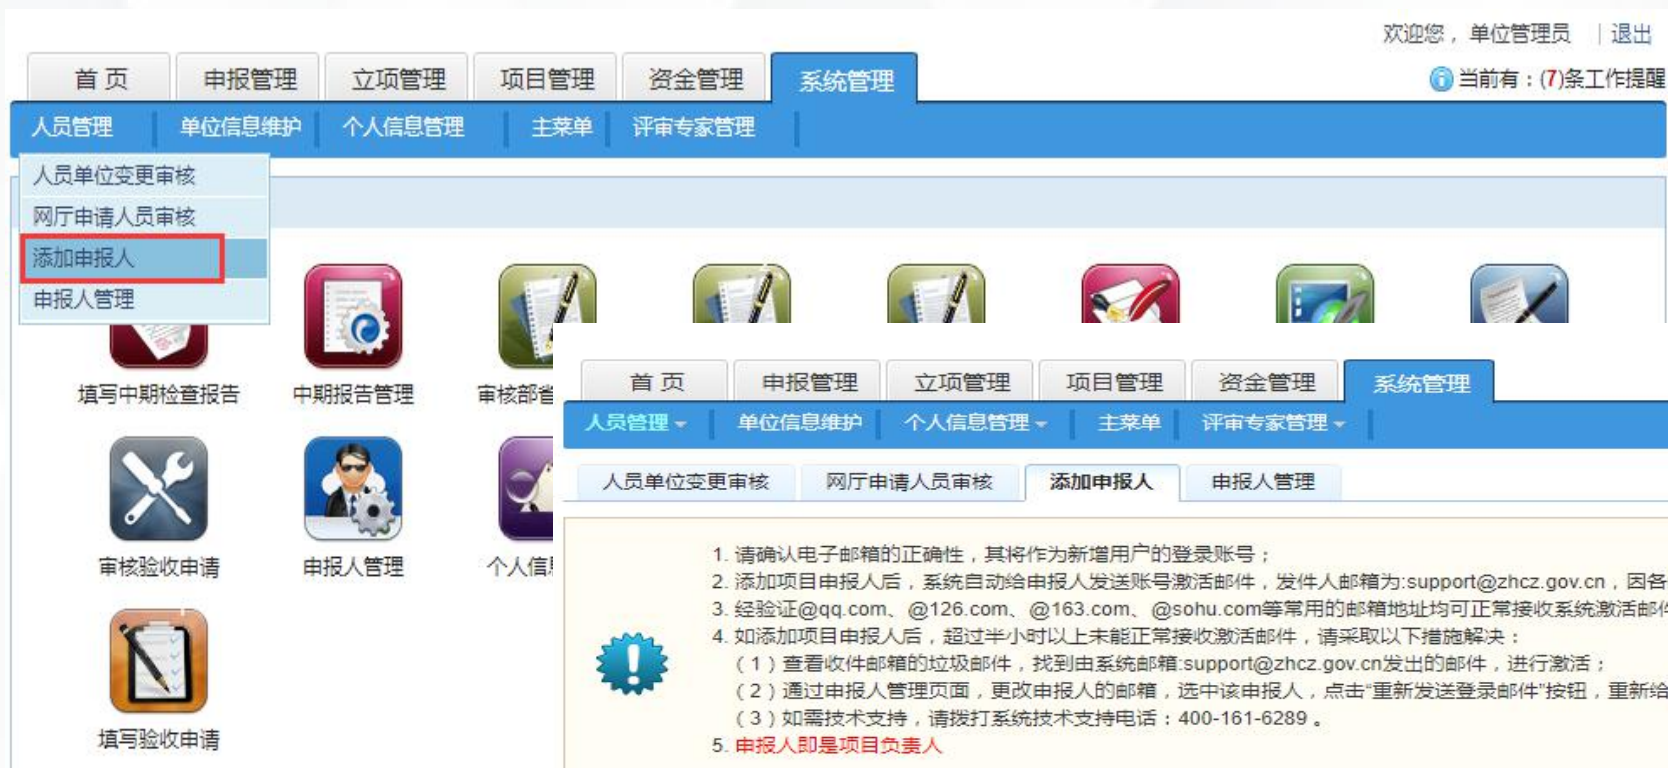 欢迎您， 单位管理员 | 退出
首 页 申报管理 立项管理 项目管理 资金管理 系统管理
当前有：(7)条工作提醒
人员管理 单位信息维护 个人信息管理 主菜单 评审专家管理
人员单位变更审核
网厅申请人员审核
添加申报人
申报人管理
填写中期检查报告 中期报告管理 审核部省
审核验收申请 申报人管理 个人信息
填写验收申请
首 页 申报管理 立项管理 项目管理 资金管理 系统管理
人员管理 单位信息维护 个人信息管理 主菜单 评审专家管理
人员单位变更审核 网厅申请人员审核 添加申报人 申报人管理
1. 请确认电子邮箱的正确性，其将作为新增用户的登录账号；
2. 添加项目申报人后，系统自动给申报人发送账号激活邮件，发件人邮箱为:support@zhcz.gov.cn，因各
3. 经验证@qq.com、@126.com、@163.com、@sohu.com等常用的邮箱地址均可正常接收系统激活邮件
4. 如添加项目申报人后，超过半小时以上未能正常接收激活邮件，请采取以下措施解决：
（1）查看收件邮箱的垃圾邮件，找到由系统邮箱:support@zhcz.gov.cn发出的邮件，进行激活；
（2）通过申报人管理页面，更改申报人的邮箱，选中该申报人，点击“重新发送登录邮件”按钮，重新给
（3）如需技术支持，请拨打系统技术支持电话：400-161-6289。
5. 申报人即是项目负责人